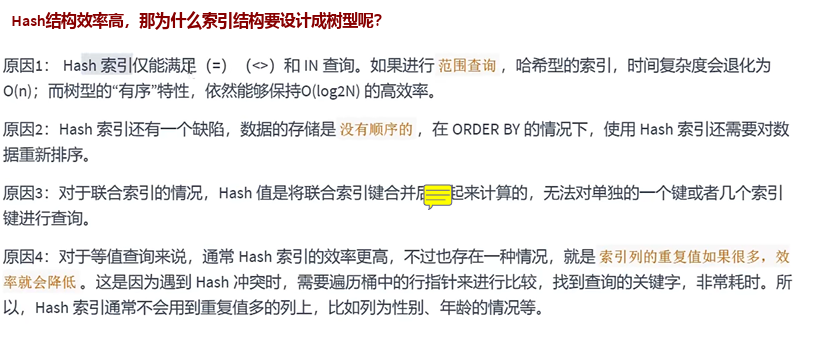 Hash结构效率高，那为什么索引结构要设计成树型呢？
原因1： Hash 索引仅能满足（=）（<>）和 IN 查询。如果进行 范围查询 ，哈希型的索引，时间复杂度会退化为
O(n)；而树型的“有序”特性，依然能够保持O(log2N) 的高效率。
原因2：Hash 索引还有一个缺陷，数据的存储是 没有顺序的 ，在 ORDER BY 的情况下，使用 Hash 索引还需要对数
据重新排序。
原因3：对于联合索引的情况，Hash 值是将联合索引键合并后 起来计算的，无法对单独的一个键或者几个索引
键进行查询。
原因4：对于等值查询来说，通常 Hash 索引的效率更高，不过也存在一种情况，就是 索引列的重复值如果很多，效
率就会降低 。这是因为遇到 Hash 冲突时，需要遍历桶中的行指针来进行比较，找到查询的关键字，非常耗时。所
以，Hash 索引通常不会用到重复值多的列上，比如列为性别、年龄的情况等。